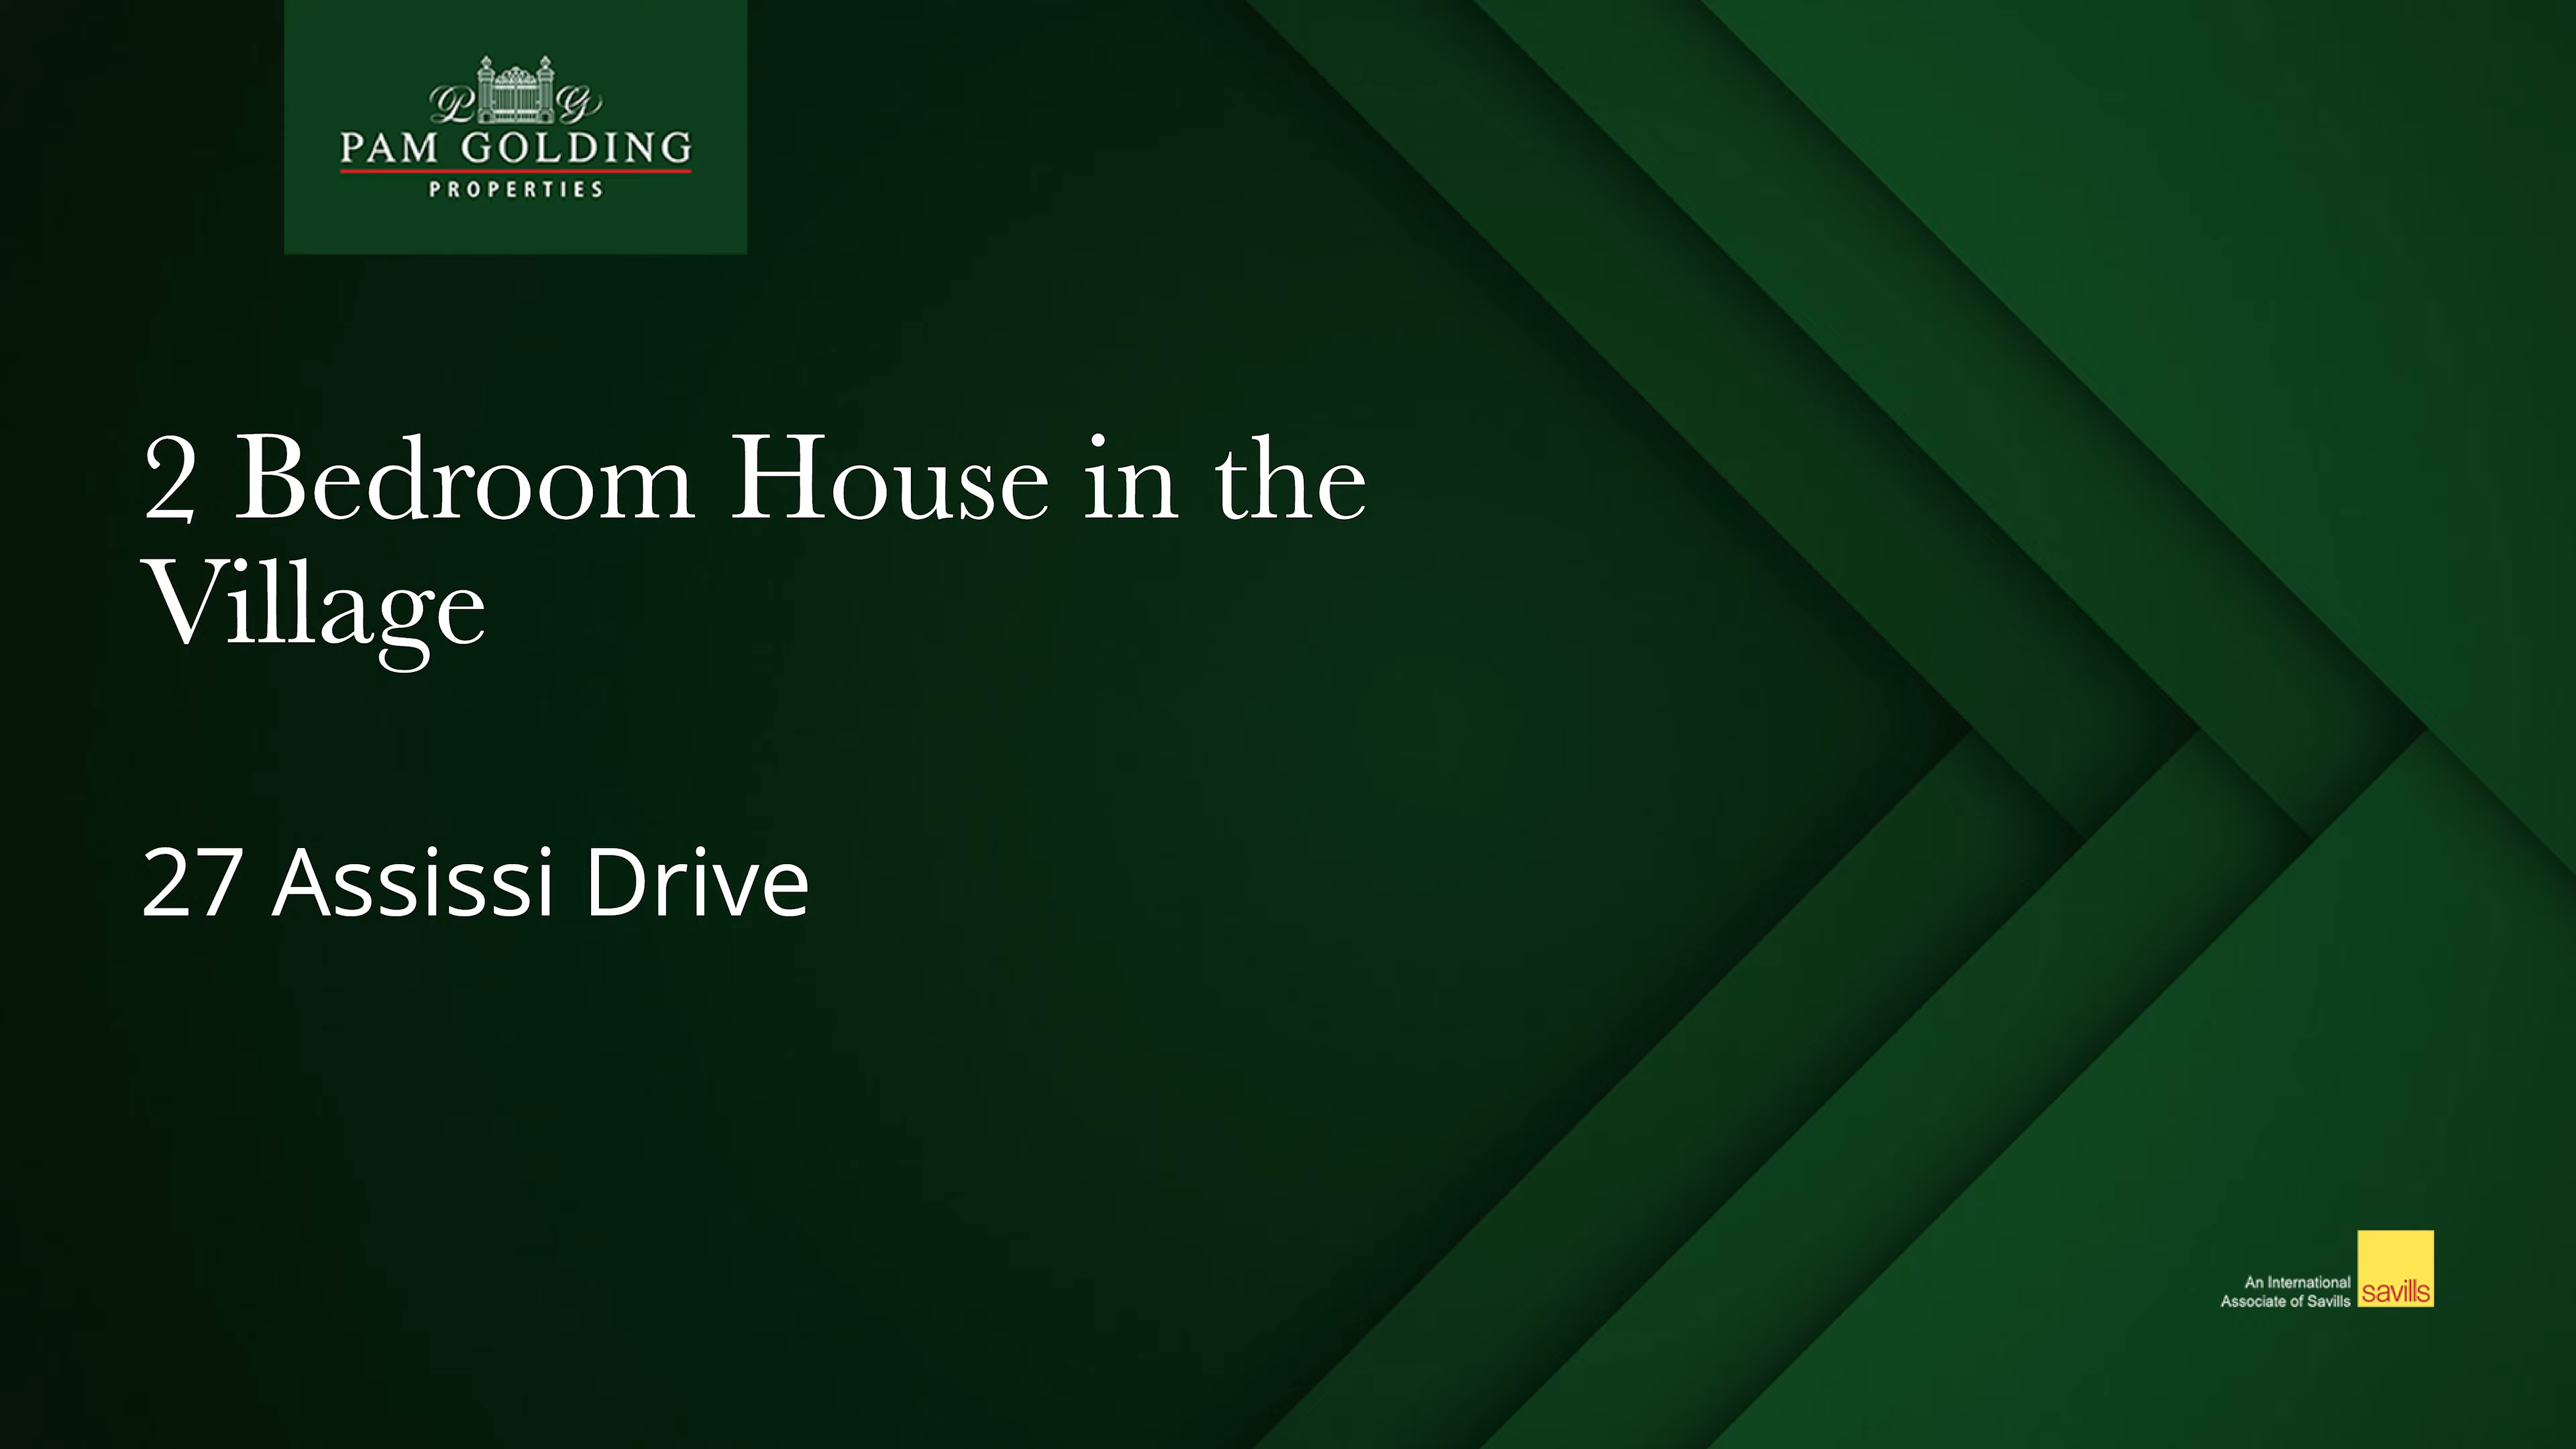 P G
PAM GOLDING
PROPERTIES
2 Bedroom House in the
Village
27 Assissi Drive
An International
Associate of Savills
savills